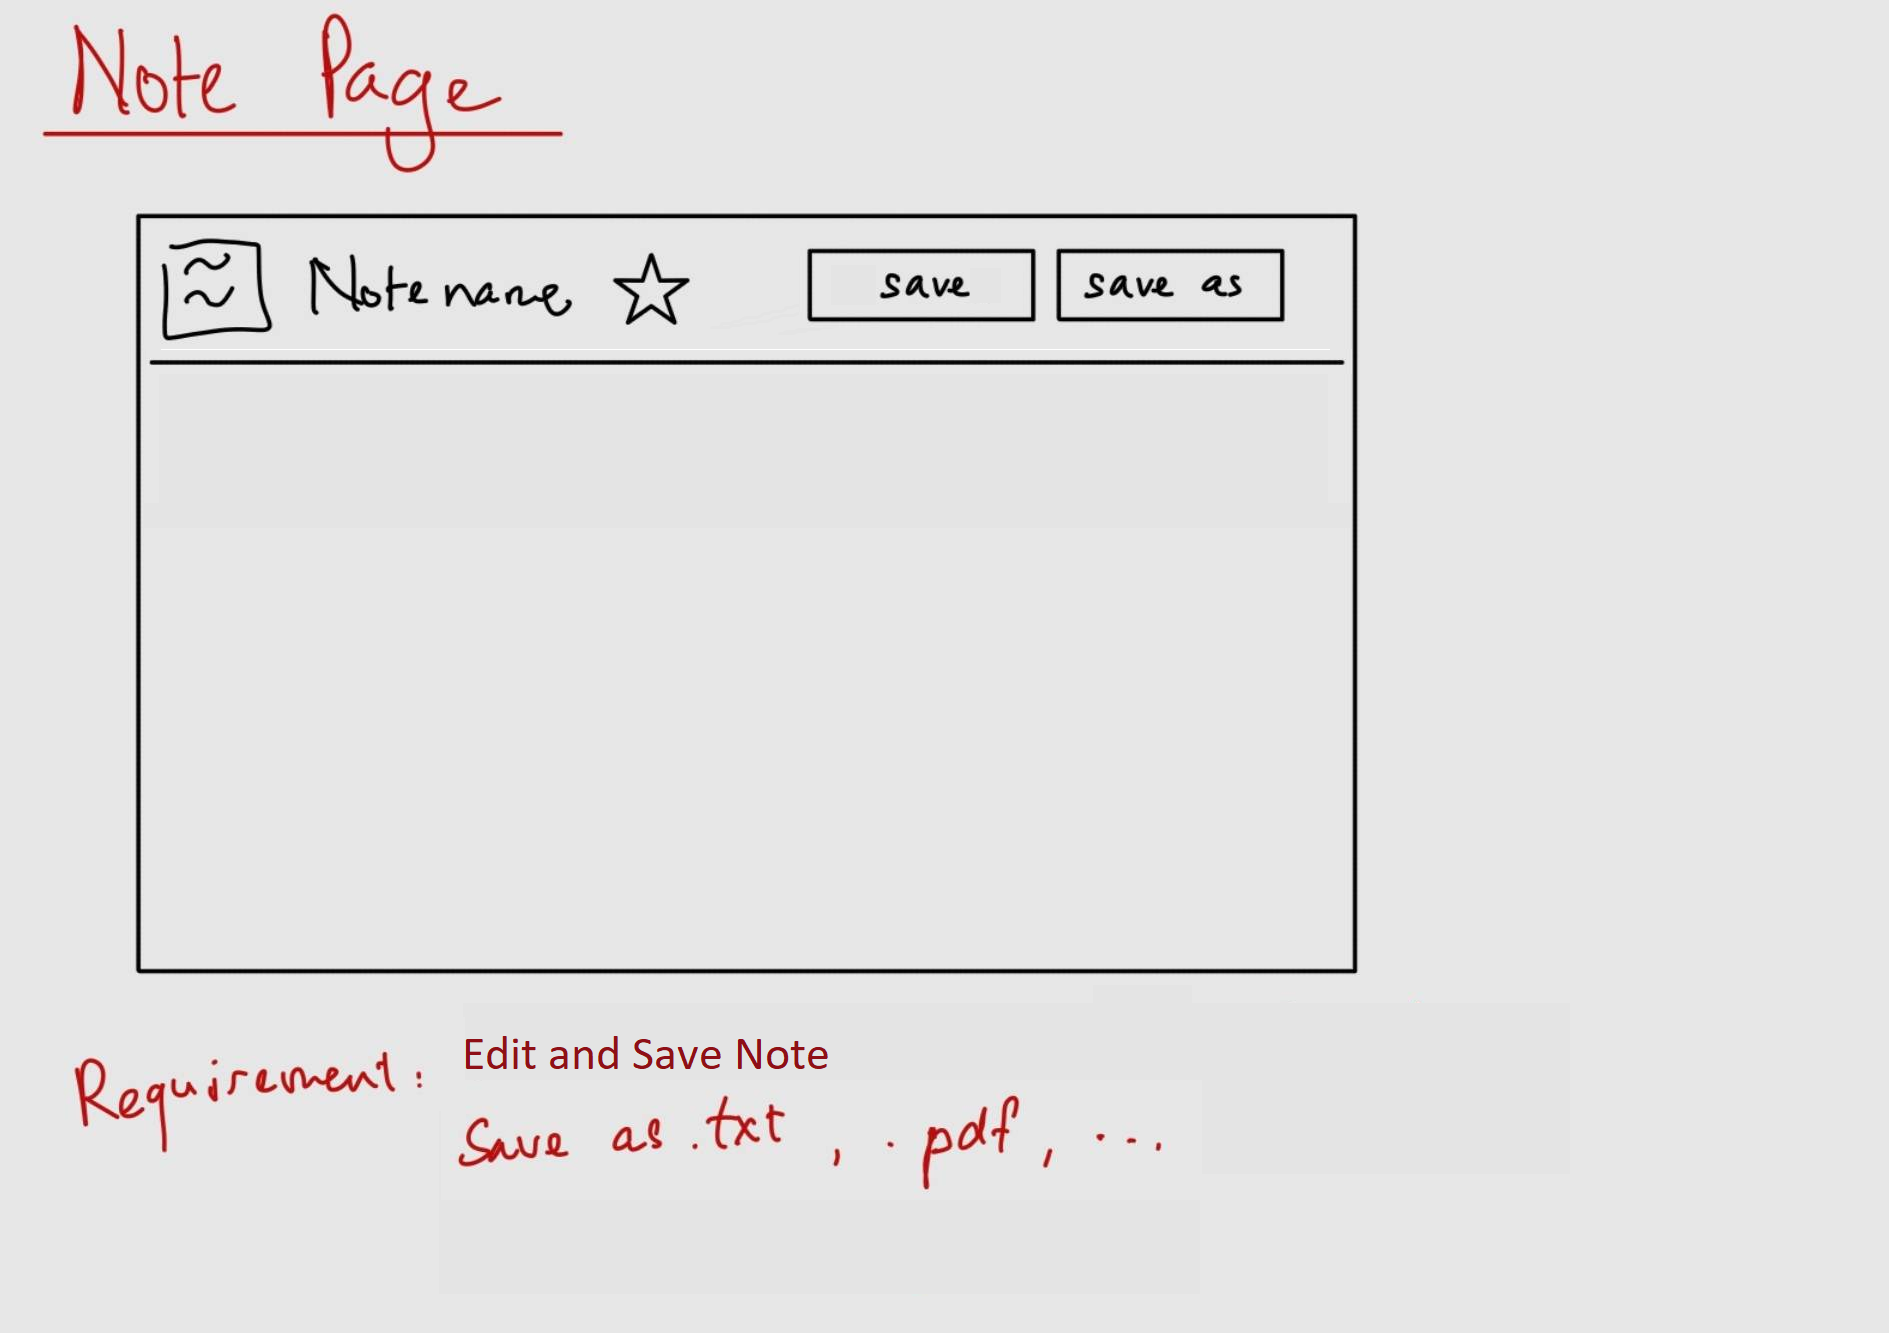 Note Page
Note name
save
save as
Requirement:
Edit and Save Note
Save as .txt, .pdf, ...